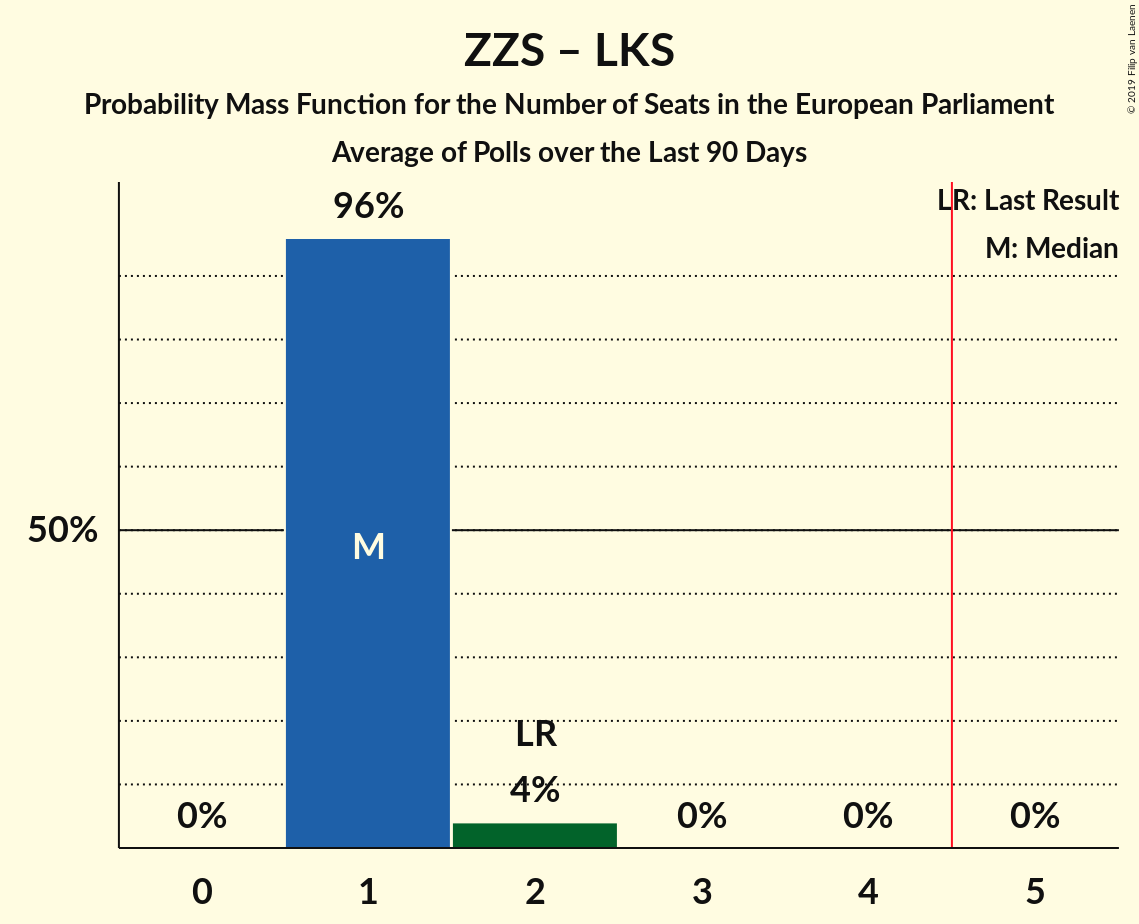 ZZS – LKS
Probability Mass Function for the Number of Seats in the European Parliament
Average of Polls over the Last 90 Days
© 2019 Filip van Laenen
96%
LR: Last Result
M: Median
50%
M
LR
4%
0%
0%
0%
0%
0 1 2 3 4 5